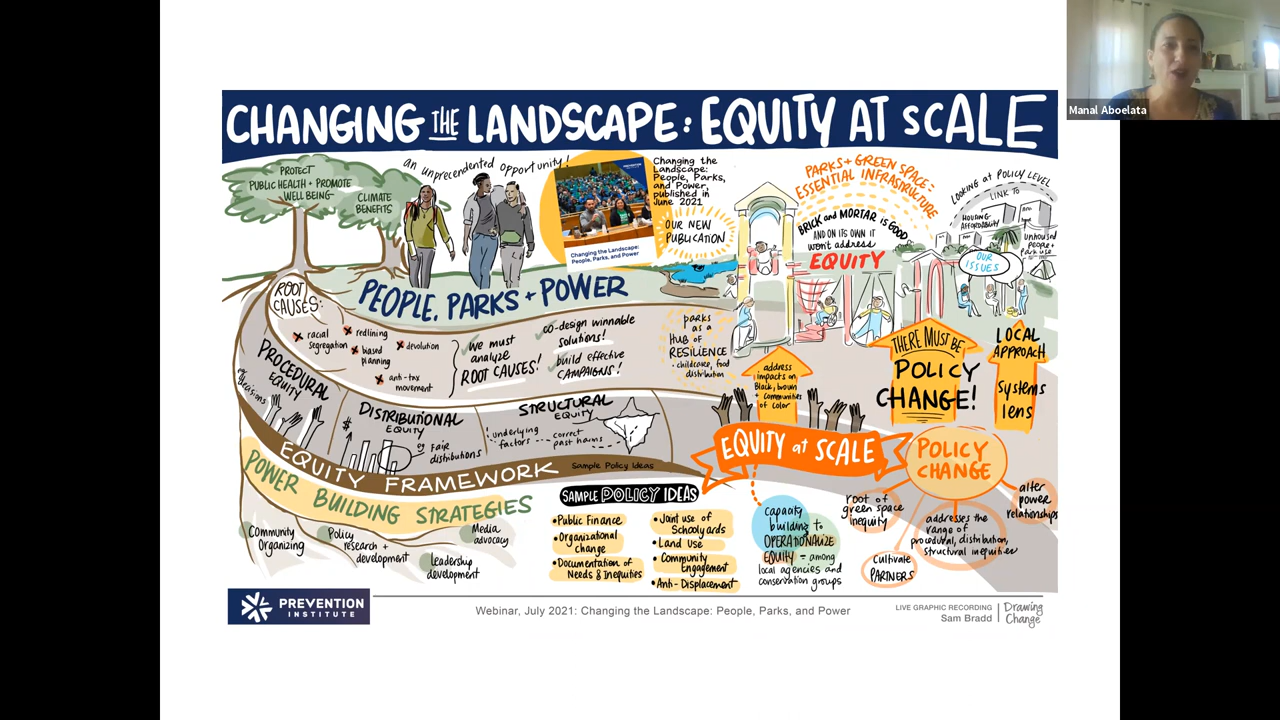 Manal Aboelata
CHANGING THE LANDSCAPE: EQUITY AT SCALE
PROTECT
PUBLIC HEALTH + PROMOTE
WELL BEING
CLIMATE
BENEFITS
an unprecendented opportunity!
Changing the Landscape:
People, Parks, and Power
Changing the
Landscape:
People, Parks,
and Power,
published in
June 2021
OUR NEW
PUBLICATION
PARKS + GREEN SPACE =
ESSENTIAL INFRASTRUCTURE
BRICK and MORTAR is GOOD
AND ON ITS OWN IT
won't address
EQUITY
LOOKING AT POLICY LEVEL
LINK TO
HOUSING
AFFORDABILITY
unhoused
people +
park use
OUR
ISSUES
PEOPLE, PARKS + POWER
ROOT
CAUSES:
racial
segregation
redlining
biased
planning
devolution
anti-tax
movement
we must
analyze
ROOT CAUSES!
co-design winnable
solutions!
build effective
CAMPAIGNS!
parks
as a
HUB of
RESILIENCE
• childcare, food
distribution
address
impacts on
Black, brown
+ communities
of color
THERE MUST BE
POLICY
CHANGE!
LOCAL
APPROACH
Systems
lens
PROCEDURAL
EQUITY
decisions
DISTRIBUTIONAL
EQUITY
$
Fair
distributions
STRUCTURAL
EQUITY
underlying
factors
correct
past harms
EQUITY FRAMEWORK
Sample Policy Ideas
EQUITY at SCALE
POLICY
CHANGE
POWER BUILDING STRATEGIES
Community
Organizing
Policy
research +
development
Leadership
development
Media
advocacy
SAMPLE POLICY IDEAS
• Public Finance
• Organizational
change
• Documentation of
Needs & Inequities
• Joint use of
Schoolyards
• Land Use
• Community
Engagement
• Anti-Displacement
capacity
building to
OPERATIONALIZE
EQUITY - among
local agencies and
conservation groups
root of
green space
inequity
cultivate
PARTNERS
addresses the
range of
procedural, distribution,
structural inequities
alter
power
relationships
PREVENTION
INSTITUTE
Webinar, July 2021: Changing the Landscape: People, Parks, and Power
LIVE GRAPHIC RECORDING
Sam Bradd
Drawing
Change